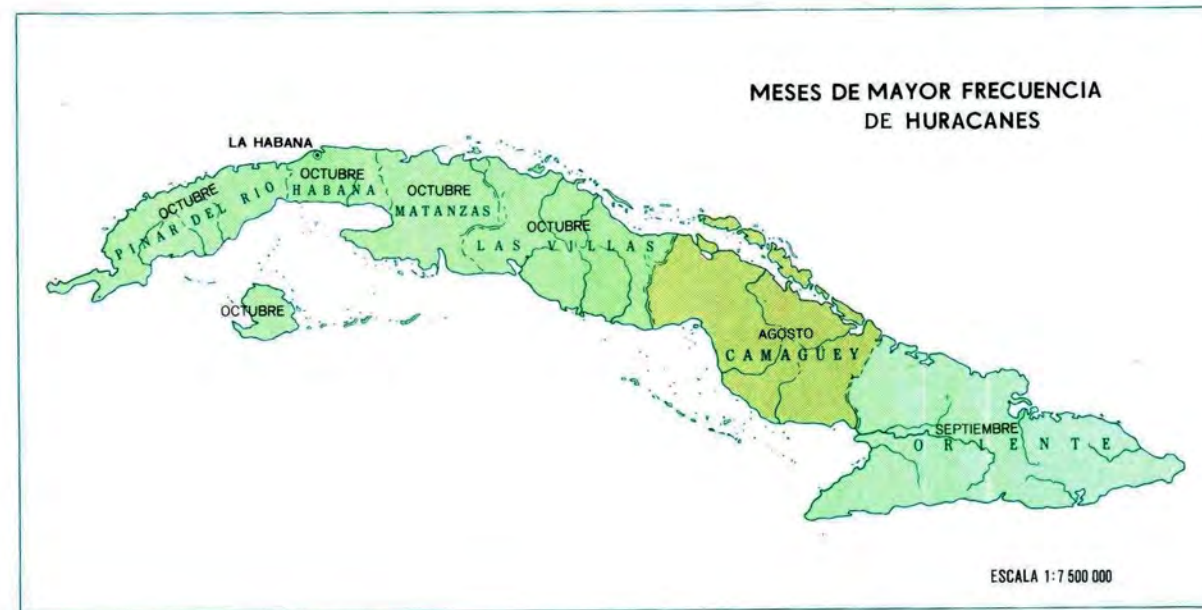 MESES DE MAYOR FRECUENCIA
DE HURACANES
LA HABANA
OCTUBRE
PINAR DEL RIO
OCTUBRE
HABANA
OCTUBRE
MATANZAS
OCTUBRE
LAS VILLAS
OCTUBRE
AGOSTO
CAMAGÜEY
SEPTIEMBRE
ORIENTE
ESCALA 1:7 500 000